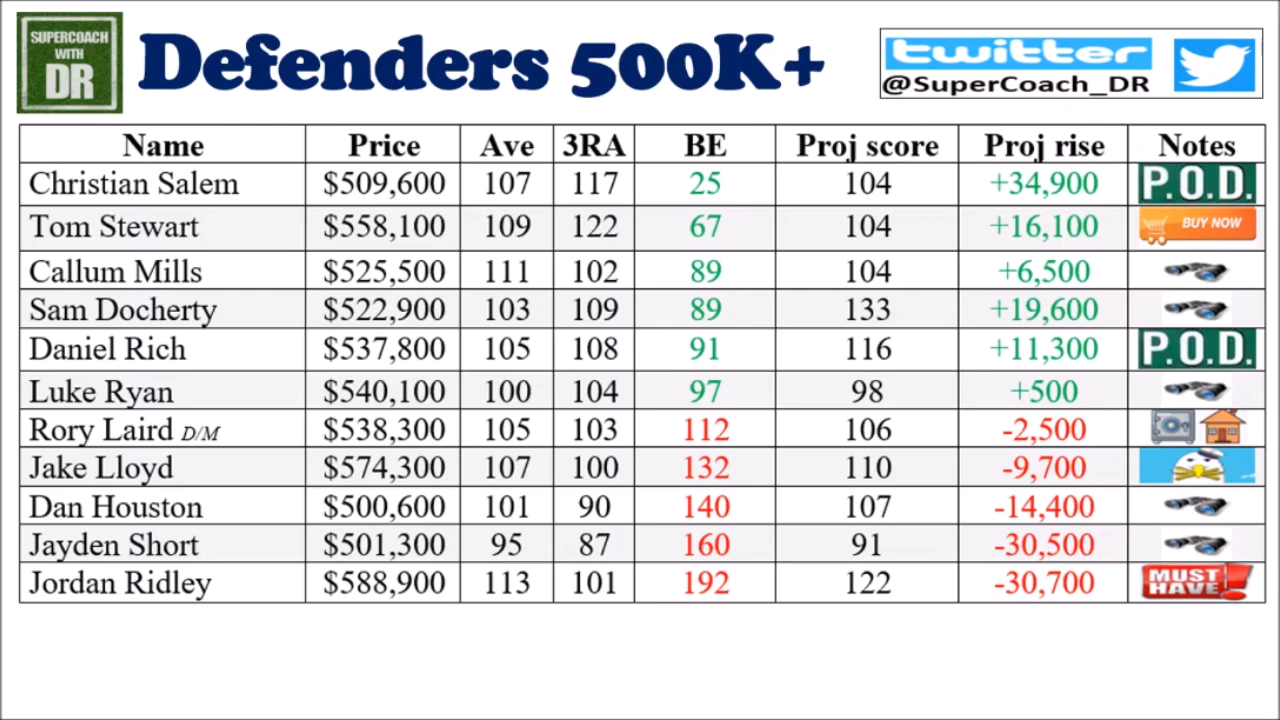 SUPERCOACH
WITH
DR
Defenders 500K+
twitter
@SuperCoach_DR
Name Price Ave 3RA BE Proj score Proj rise Notes
Christian Salem $509,600 107 117 25 104 +34,900 P.O.D.
Tom Stewart $558,100 109 122 67 104 +16,100 BUY NOW
Callum Mills $525,500 111 102 89 104 +6,500
Sam Docherty $522,900 103 109 89 133 +19,600
Daniel Rich $537,800 105 108 91 116 +11,300 P.O.D.
Luke Ryan $540,100 100 104 97 98 +500
Rory Laird D/M $538,300 105 103 112 106 -2,500
Jake Lloyd $574,300 107 100 132 110 -9,700
Dan Houston $500,600 101 90 140 107 -14,400
Jayden Short $501,300 95 87 160 91 -30,500
Jordan Ridley $588,900 113 101 192 122 -30,700 MUST HAVE!